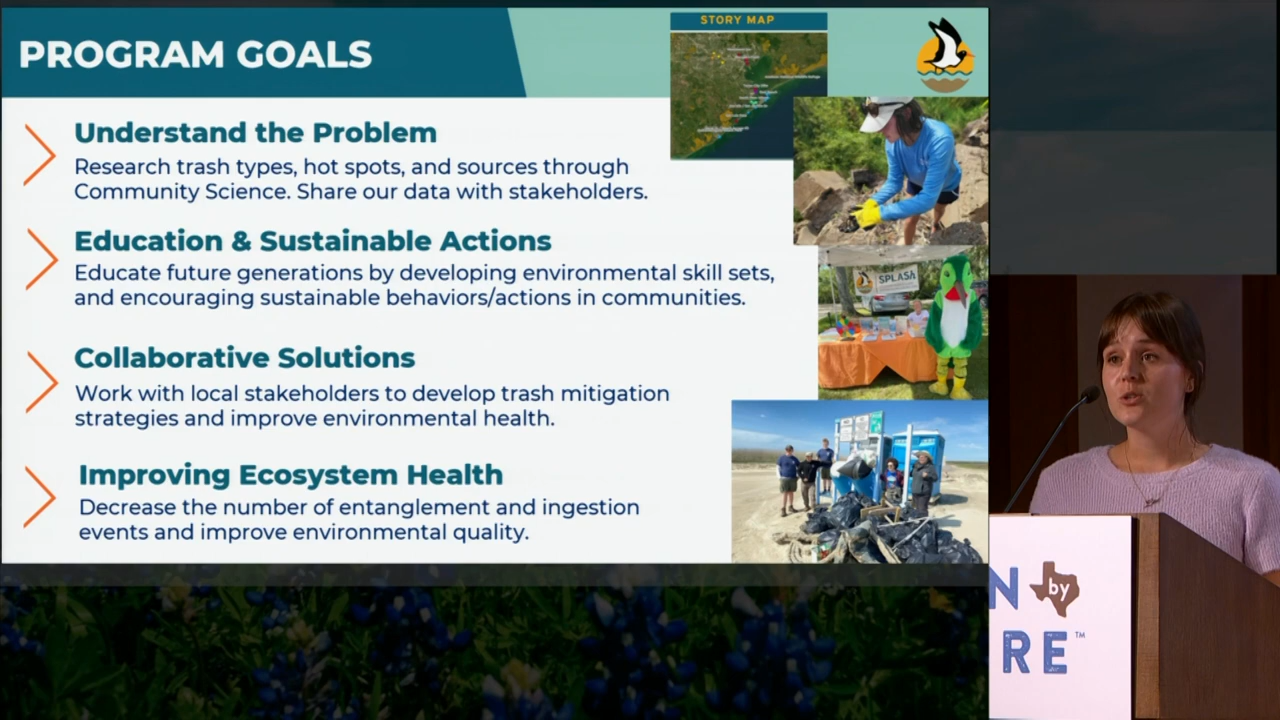 PROGRAM GOALS
STORY MAP
Understand the Problem
Research trash types, hot spots, and sources through
Community Science. Share our data with stakeholders.
Education & Sustainable Actions
Educate future generations by developing environmental skill sets,
and encouraging sustainable behaviors/actions in communities.
SPLASH
Collaborative Solutions
Work with local stakeholders to develop trash mitigation
strategies and improve environmental health.
Improving Ecosystem Health
Decrease the number of entanglement and ingestion
events and improve environmental quality.
N by
RE™